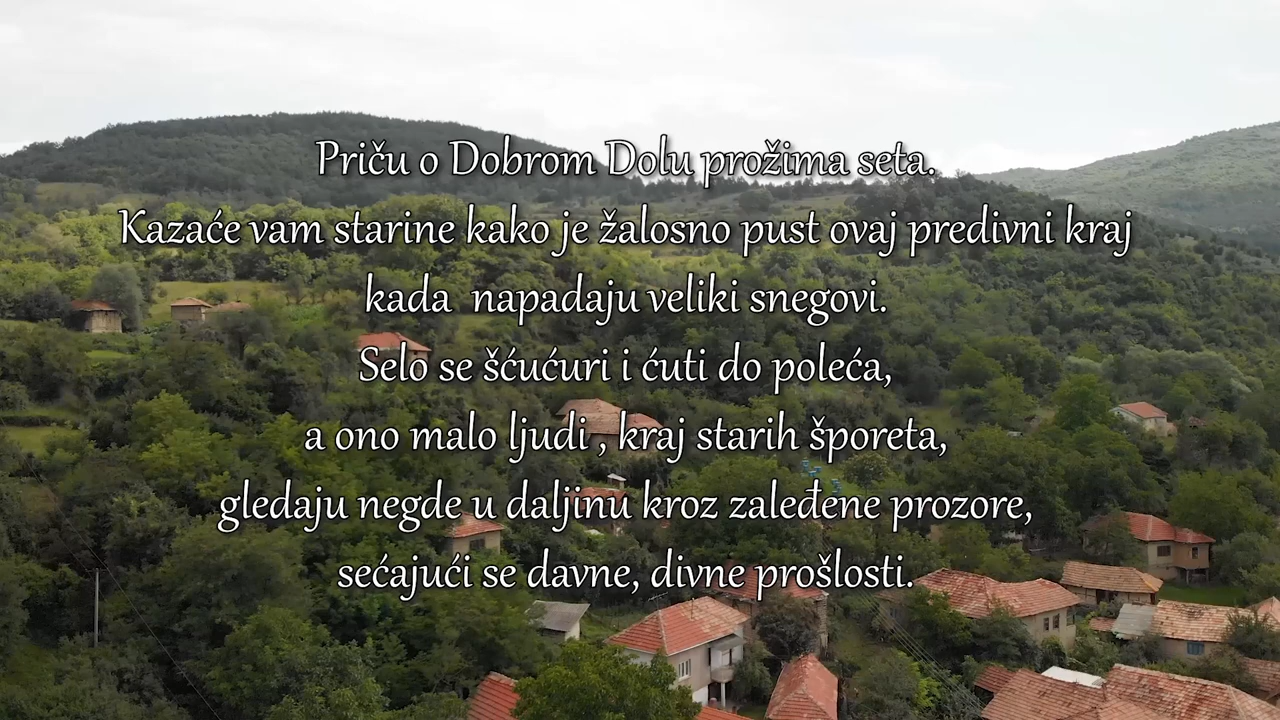 Priču o Dobrom Dolu prožima seta.
Kazaće vam starine kako je žalosno pust ovaj predivni kraj
kada  napadaju veliki snegovi.
Selo se šćućuri i ćuti do poleća,
a ono malo ljudi , kraj starih šporeta,
gledaju negde u daljinu kroz zaleđene prozore,
sećajući se davne, divne prošlosti.